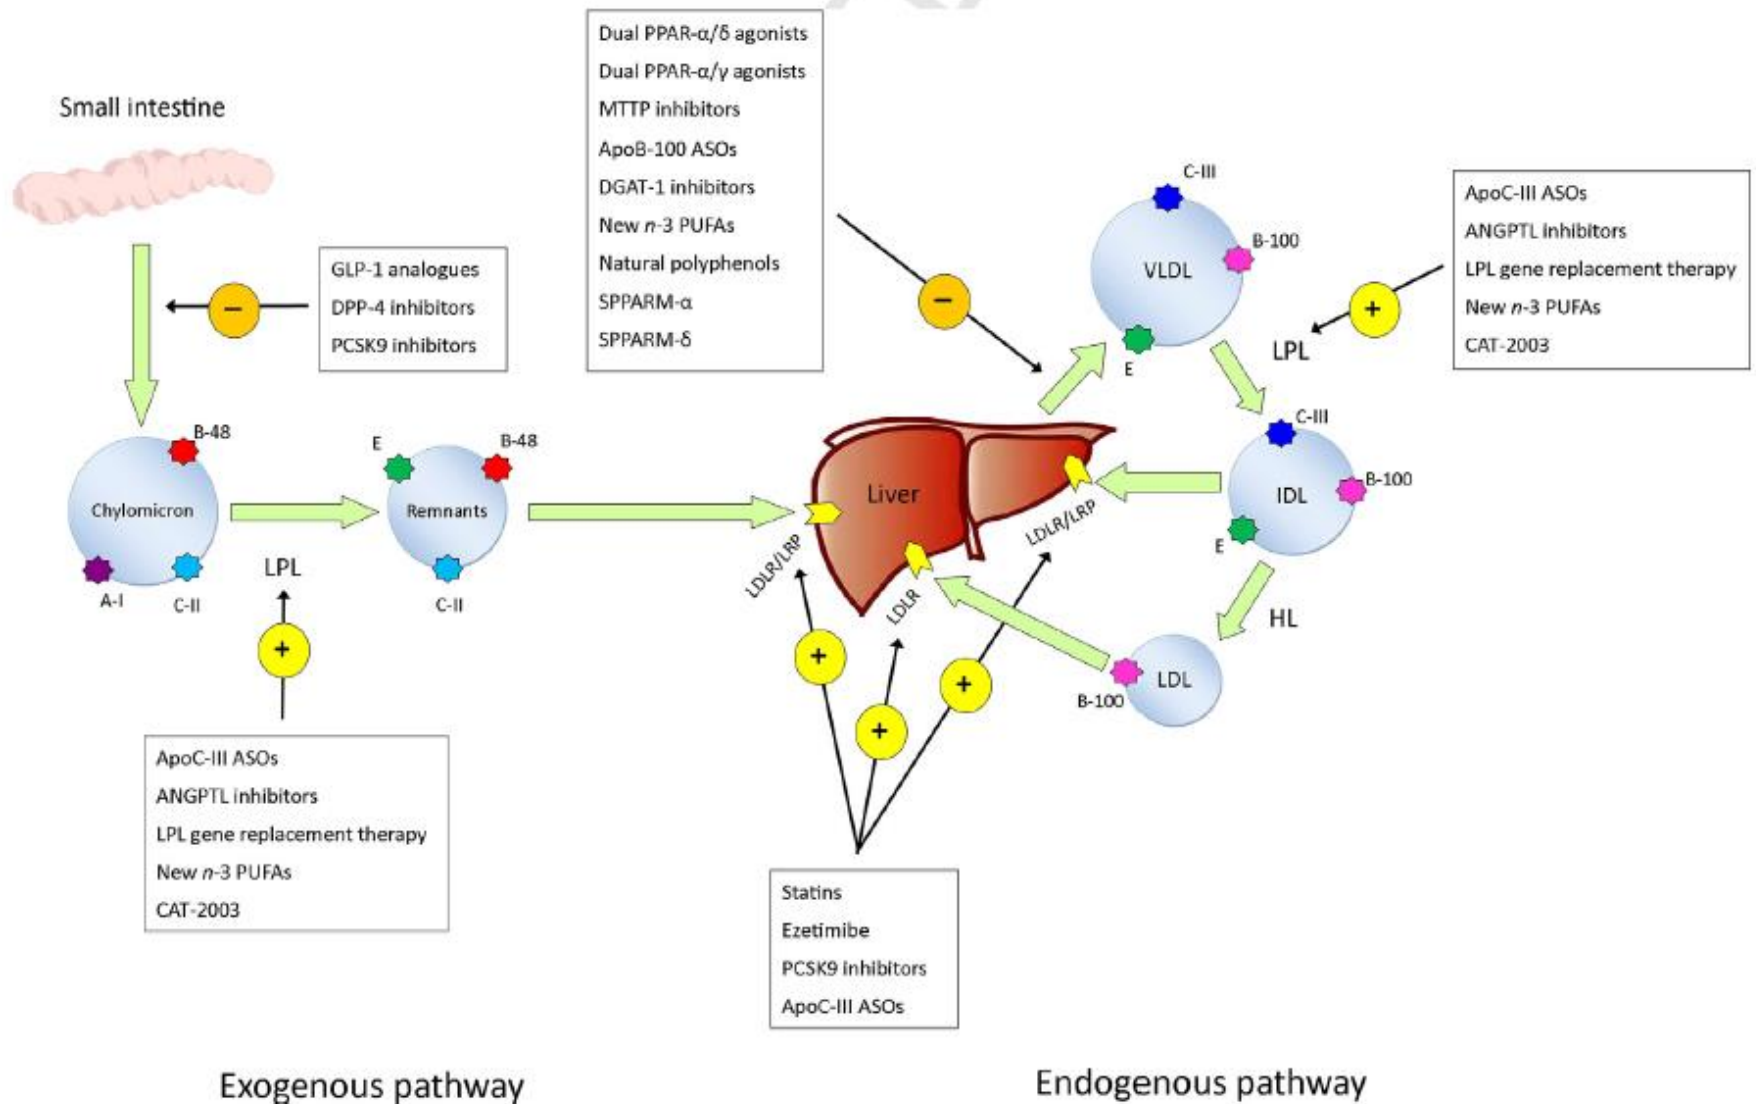 Small intestine
GLP-1 analogues
DPP-4 inhibitors
PCSK9 inhibitors
−
Dual PPAR-α/δ agonists
Dual PPAR-α/γ agonists
MTTP inhibitors
ApoB-100 ASOs
DGAT-1 inhibitors
New n-3 PUFAs
Natural polyphenols
SPPARM-α
SPPARM-δ
−
C-III
B-100
VLDL
E
ApoC-III ASOs
ANGPTL inhibitors
LPL gene replacement therapy
New n-3 PUFAs
CAT-2003
+
LPL
B-48
Chylomicron
A-I
C-II
LPL
E
B-48
Remnants
C-II
+
ApoC-III ASOs
ANGPTL inhibitors
LPL gene replacement therapy
New n-3 PUFAs
CAT-2003
Liver
LDLR/LRP
LDLR
LDLR/LRP
C-III
B-100
IDL
E
HL
LDL
B-100
+
+
+
Statins
Ezetimibe
PCSK9 inhibitors
ApoC-III ASOs
Exogenous pathway
Endogenous pathway